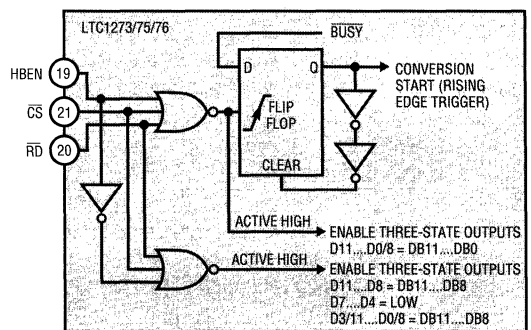 LTC1273/75/76
BUSY
HBEN 19
D Q
CONVERSION
START (RISING
EDGE TRIGGER)
CS 21
FLIP
FLOP
RD 20
CLEAR
ACTIVE HIGH
ENABLE THREE-STATE OUTPUTS
D11....D0/8 = DB11....DB0
ACTIVE HIGH
ENABLE THREE-STATE OUTPUTS
D11....D8 = DB11....DB8
D7....D4 = LOW
D3/11....D0/8 = DB11....DB8